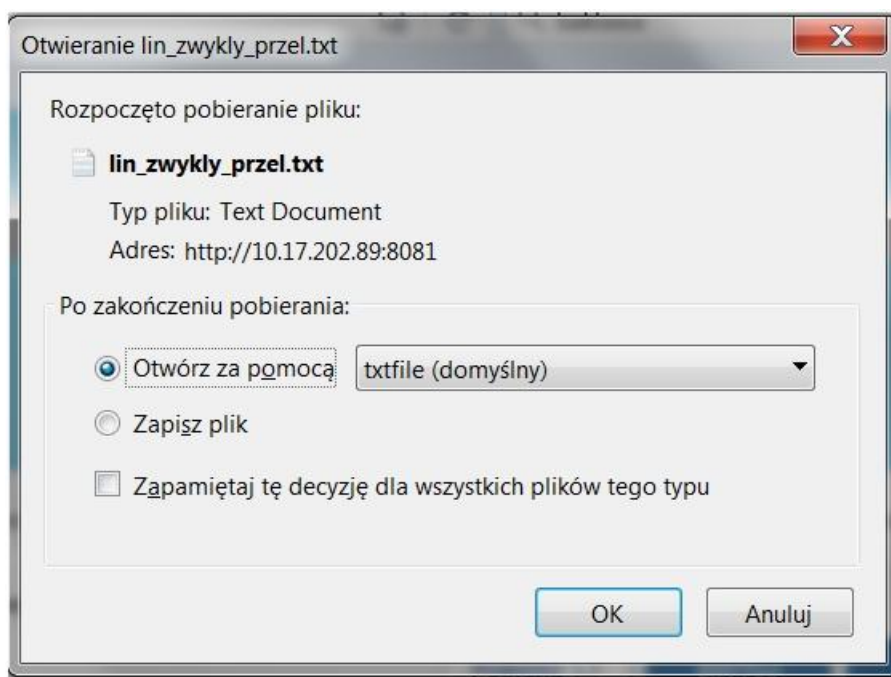 Otwieranie lin_zwykly_przel.txt
Rozpoczęto pobieranie pliku:
lin_zwykly_przel.txt
Typ pliku: Text Document
Adres: http://10.17.202.89:8081
Po zakończeniu pobierania:
Otwórz za pomocą txtfile (domyślny)
Zapisz plik
Zapamiętaj tę decyzję dla wszystkich plików tego typu
OK Anuluj